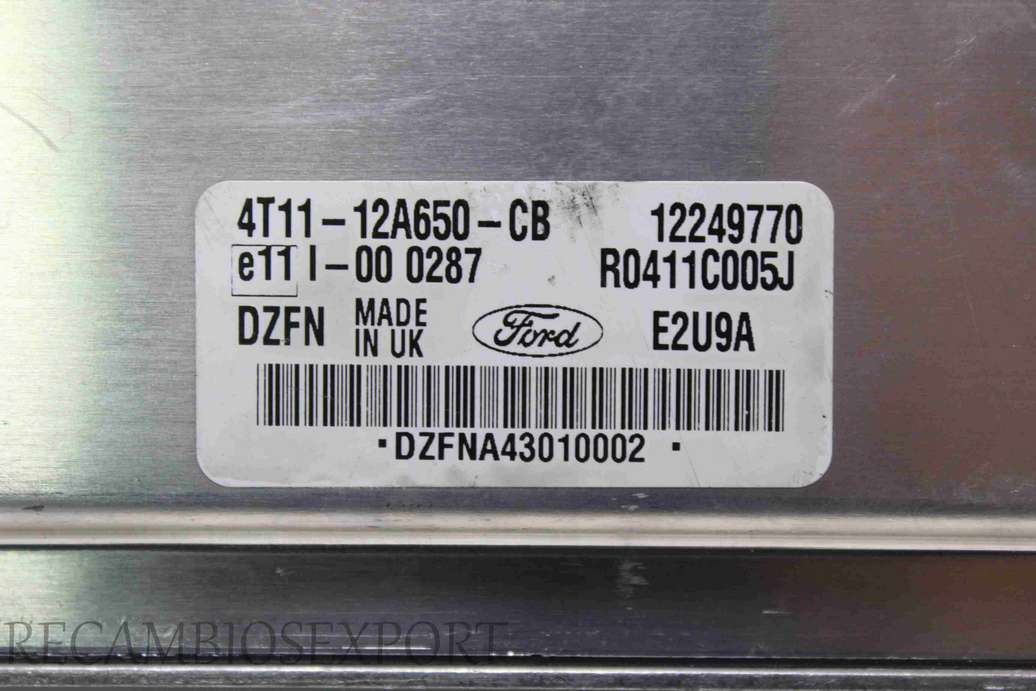 4T11-12A650-CB 12249770
e11 I-00 0287 R0411C005J
DZFN MADE IN UK Ford E2U9A
·DZFNA43010002 ·
RECAMBIOSEXPORT